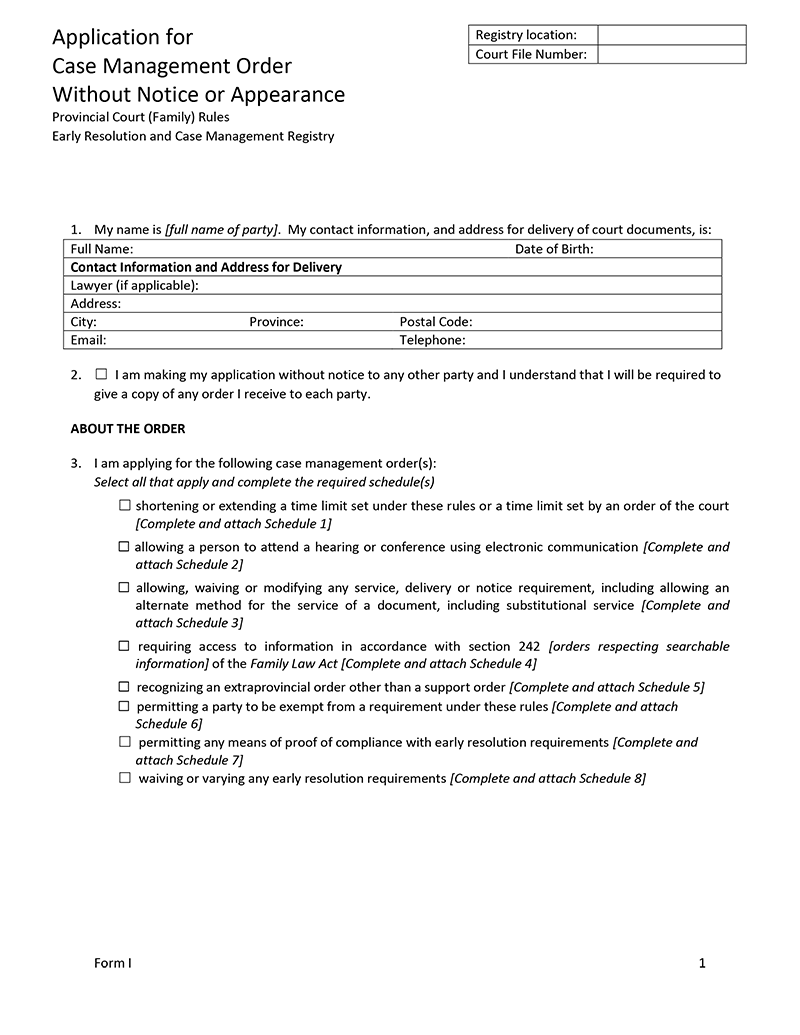 Application for
Case Management Order
Without Notice or Appearance
Provincial Court (Family) Rules
Early Resolution and Case Management Registry
Registry location:
Court File Number:
1. My name is [full name of party]. My contact information, and address for delivery of court documents, is:
Full Name: Date of Birth:
Contact Information and Address for Delivery
Lawyer (if applicable):
Address:
City: Province: Postal Code:
Email: Telephone:
2. ☐ I am making my application without notice to any other party and I understand that I will be required to
give a copy of any order I receive to each party.
ABOUT THE ORDER
3. I am applying for the following case management order(s):
Select all that apply and complete the required schedule(s)
☐ shortening or extending a time limit set under these rules or a time limit set by an order of the court
[Complete and attach Schedule 1]
☐ allowing a person to attend a hearing or conference using electronic communication [Complete and
attach Schedule 2]
☐ allowing, waiving or modifying any service, delivery or notice requirement, including allowing an
alternate method for the service of a document, including substitutional service [Complete and
attach Schedule 3]
☐ requiring access to information in accordance with section 242 [orders respecting searchable
information] of the Family Law Act [Complete and attach Schedule 4]
☐ recognizing an extraprovincial order other than a support order [Complete and attach Schedule 5]
☐ permitting a party to be exempt from a requirement under these rules [Complete and attach
Schedule 6]
☐ permitting any means of proof of compliance with early resolution requirements [Complete and
attach Schedule 7]
☐ waiving or varying any early resolution requirements [Complete and attach Schedule 8]
Form I 1